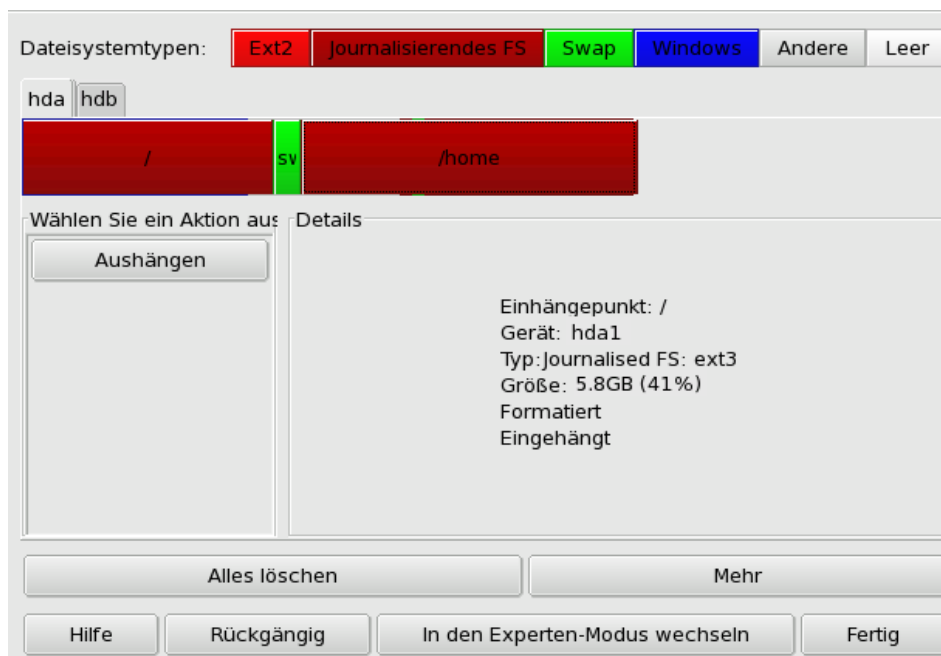 Dateisystemtypen: Ext2 Journalisierendes FS Swap Windows Andere Leer
hda hdb
/ sw /home
Wählen Sie ein Aktion aus Details
Aushängen
Einhängepunkt: /
Gerät: hda1
Typ:Journalised FS: ext3
Größe: 5.8GB (41%)
Formatiert
Eingehängt
Alles löschen Mehr
Hilfe Rückgängig In den Experten-Modus wechseln Fertig